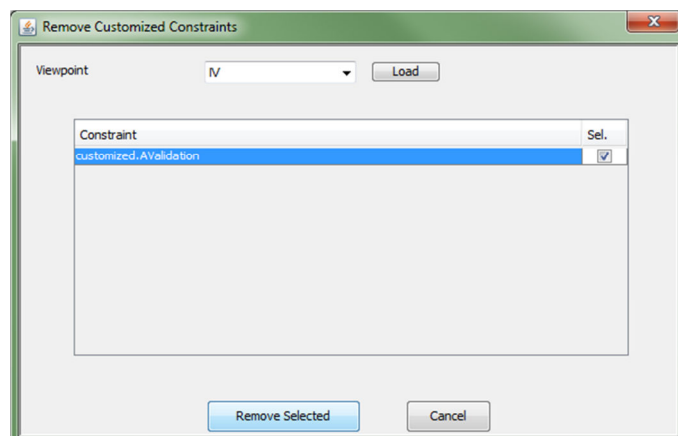 Remove Customized Constraints
Viewpoint IV Load
Constraint Sel.
customized.AValidation
Remove Selected Cancel